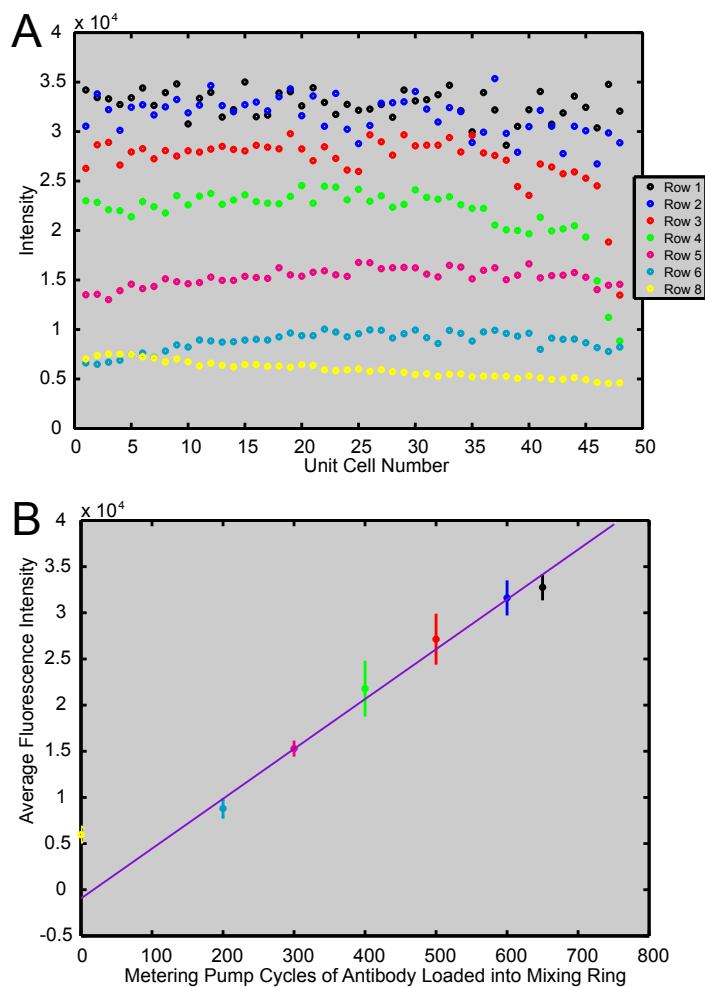 A
x 10⁴
4
3.5
3
2.5
2
1.5
1
0.5
0
Intensity
0 5 10 15 20 25 30 35 40 45 50
Unit Cell Number
Row 1
Row 2
Row 3
Row 4
Row 5
Row 6
Row 8
B
x 10⁴
4
3.5
3
2.5
2
1.5
1
0.5
0
-0.5
Average Fluorescence Intensity
0 100 200 300 400 500 600 700 800
Metering Pump Cycles of Antibody Loaded into Mixing Ring